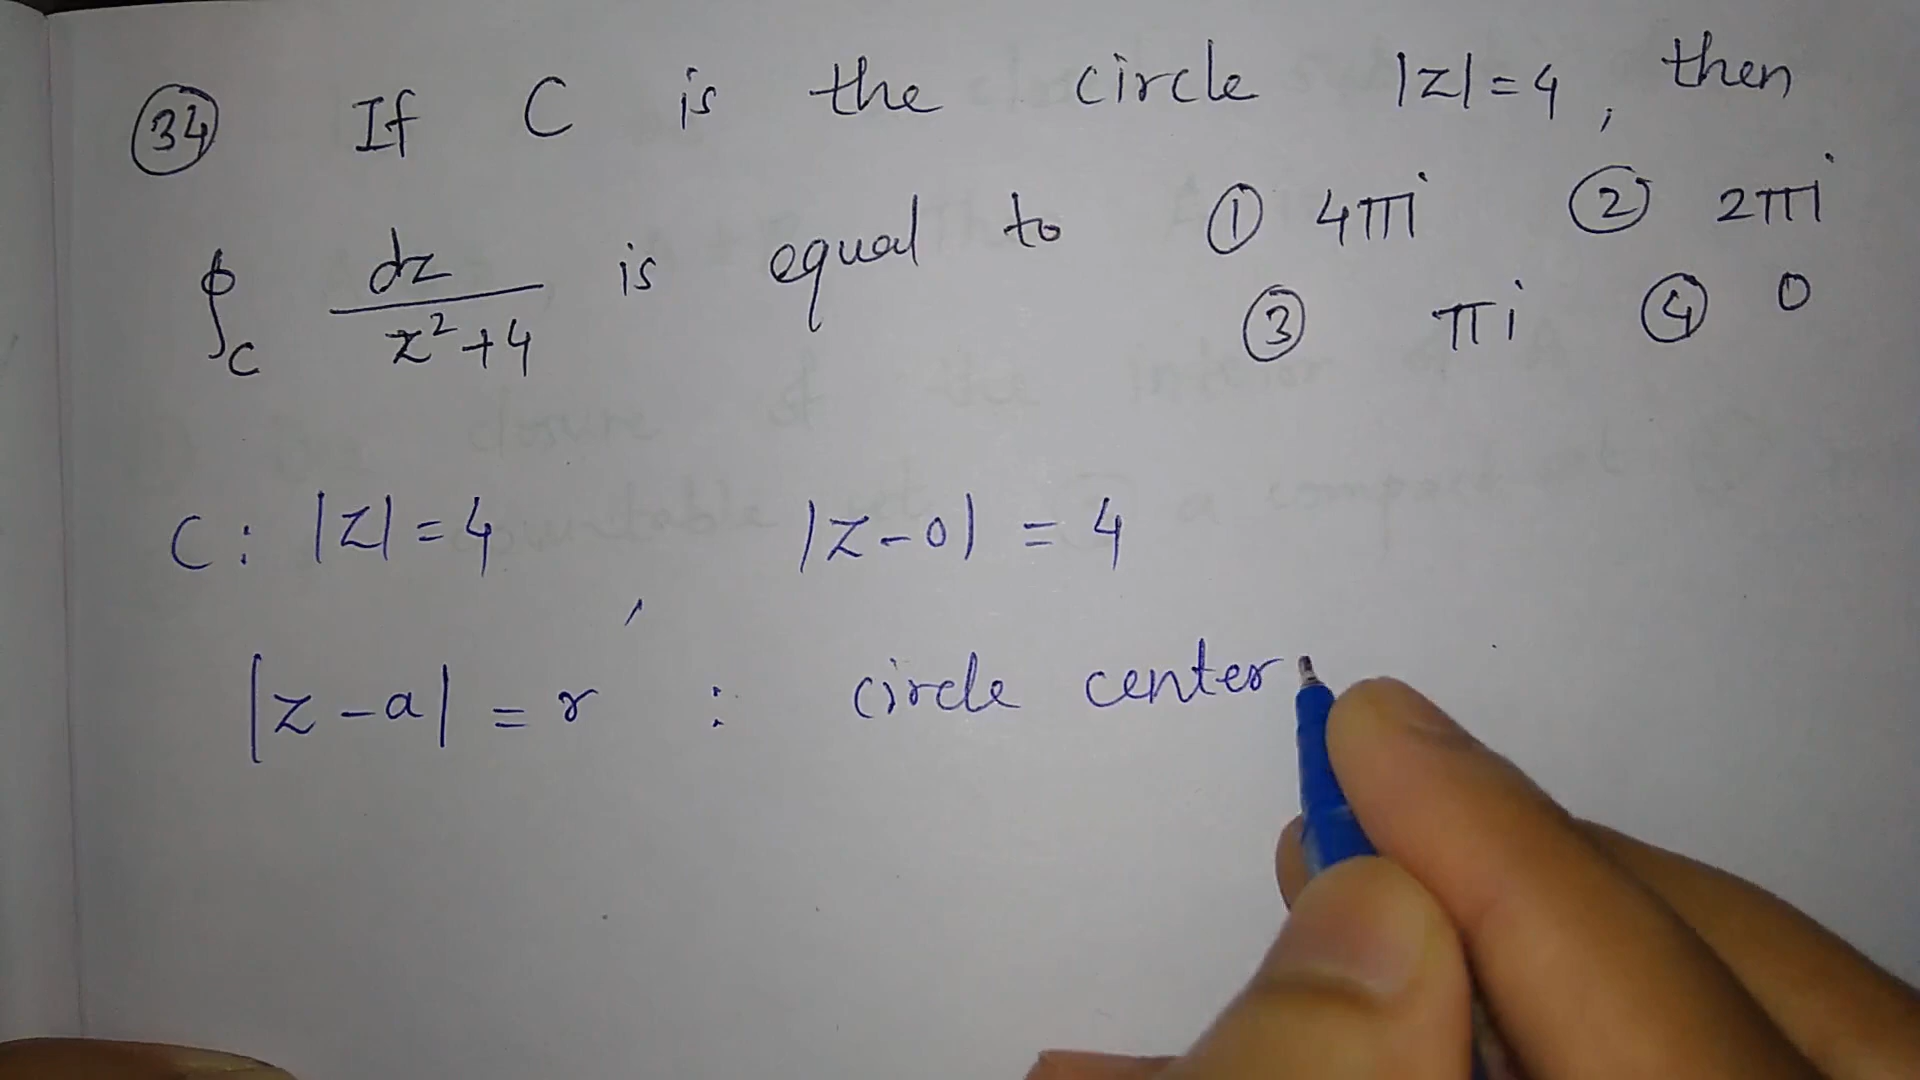 34 If C is the circle |z|=4, then
∮_C dz/(z²+4) is equal to ① 4πi ② 2πi
③ πi ④ 0
C: |z|=4, |z-0| = 4
|z-a| = r : circle center